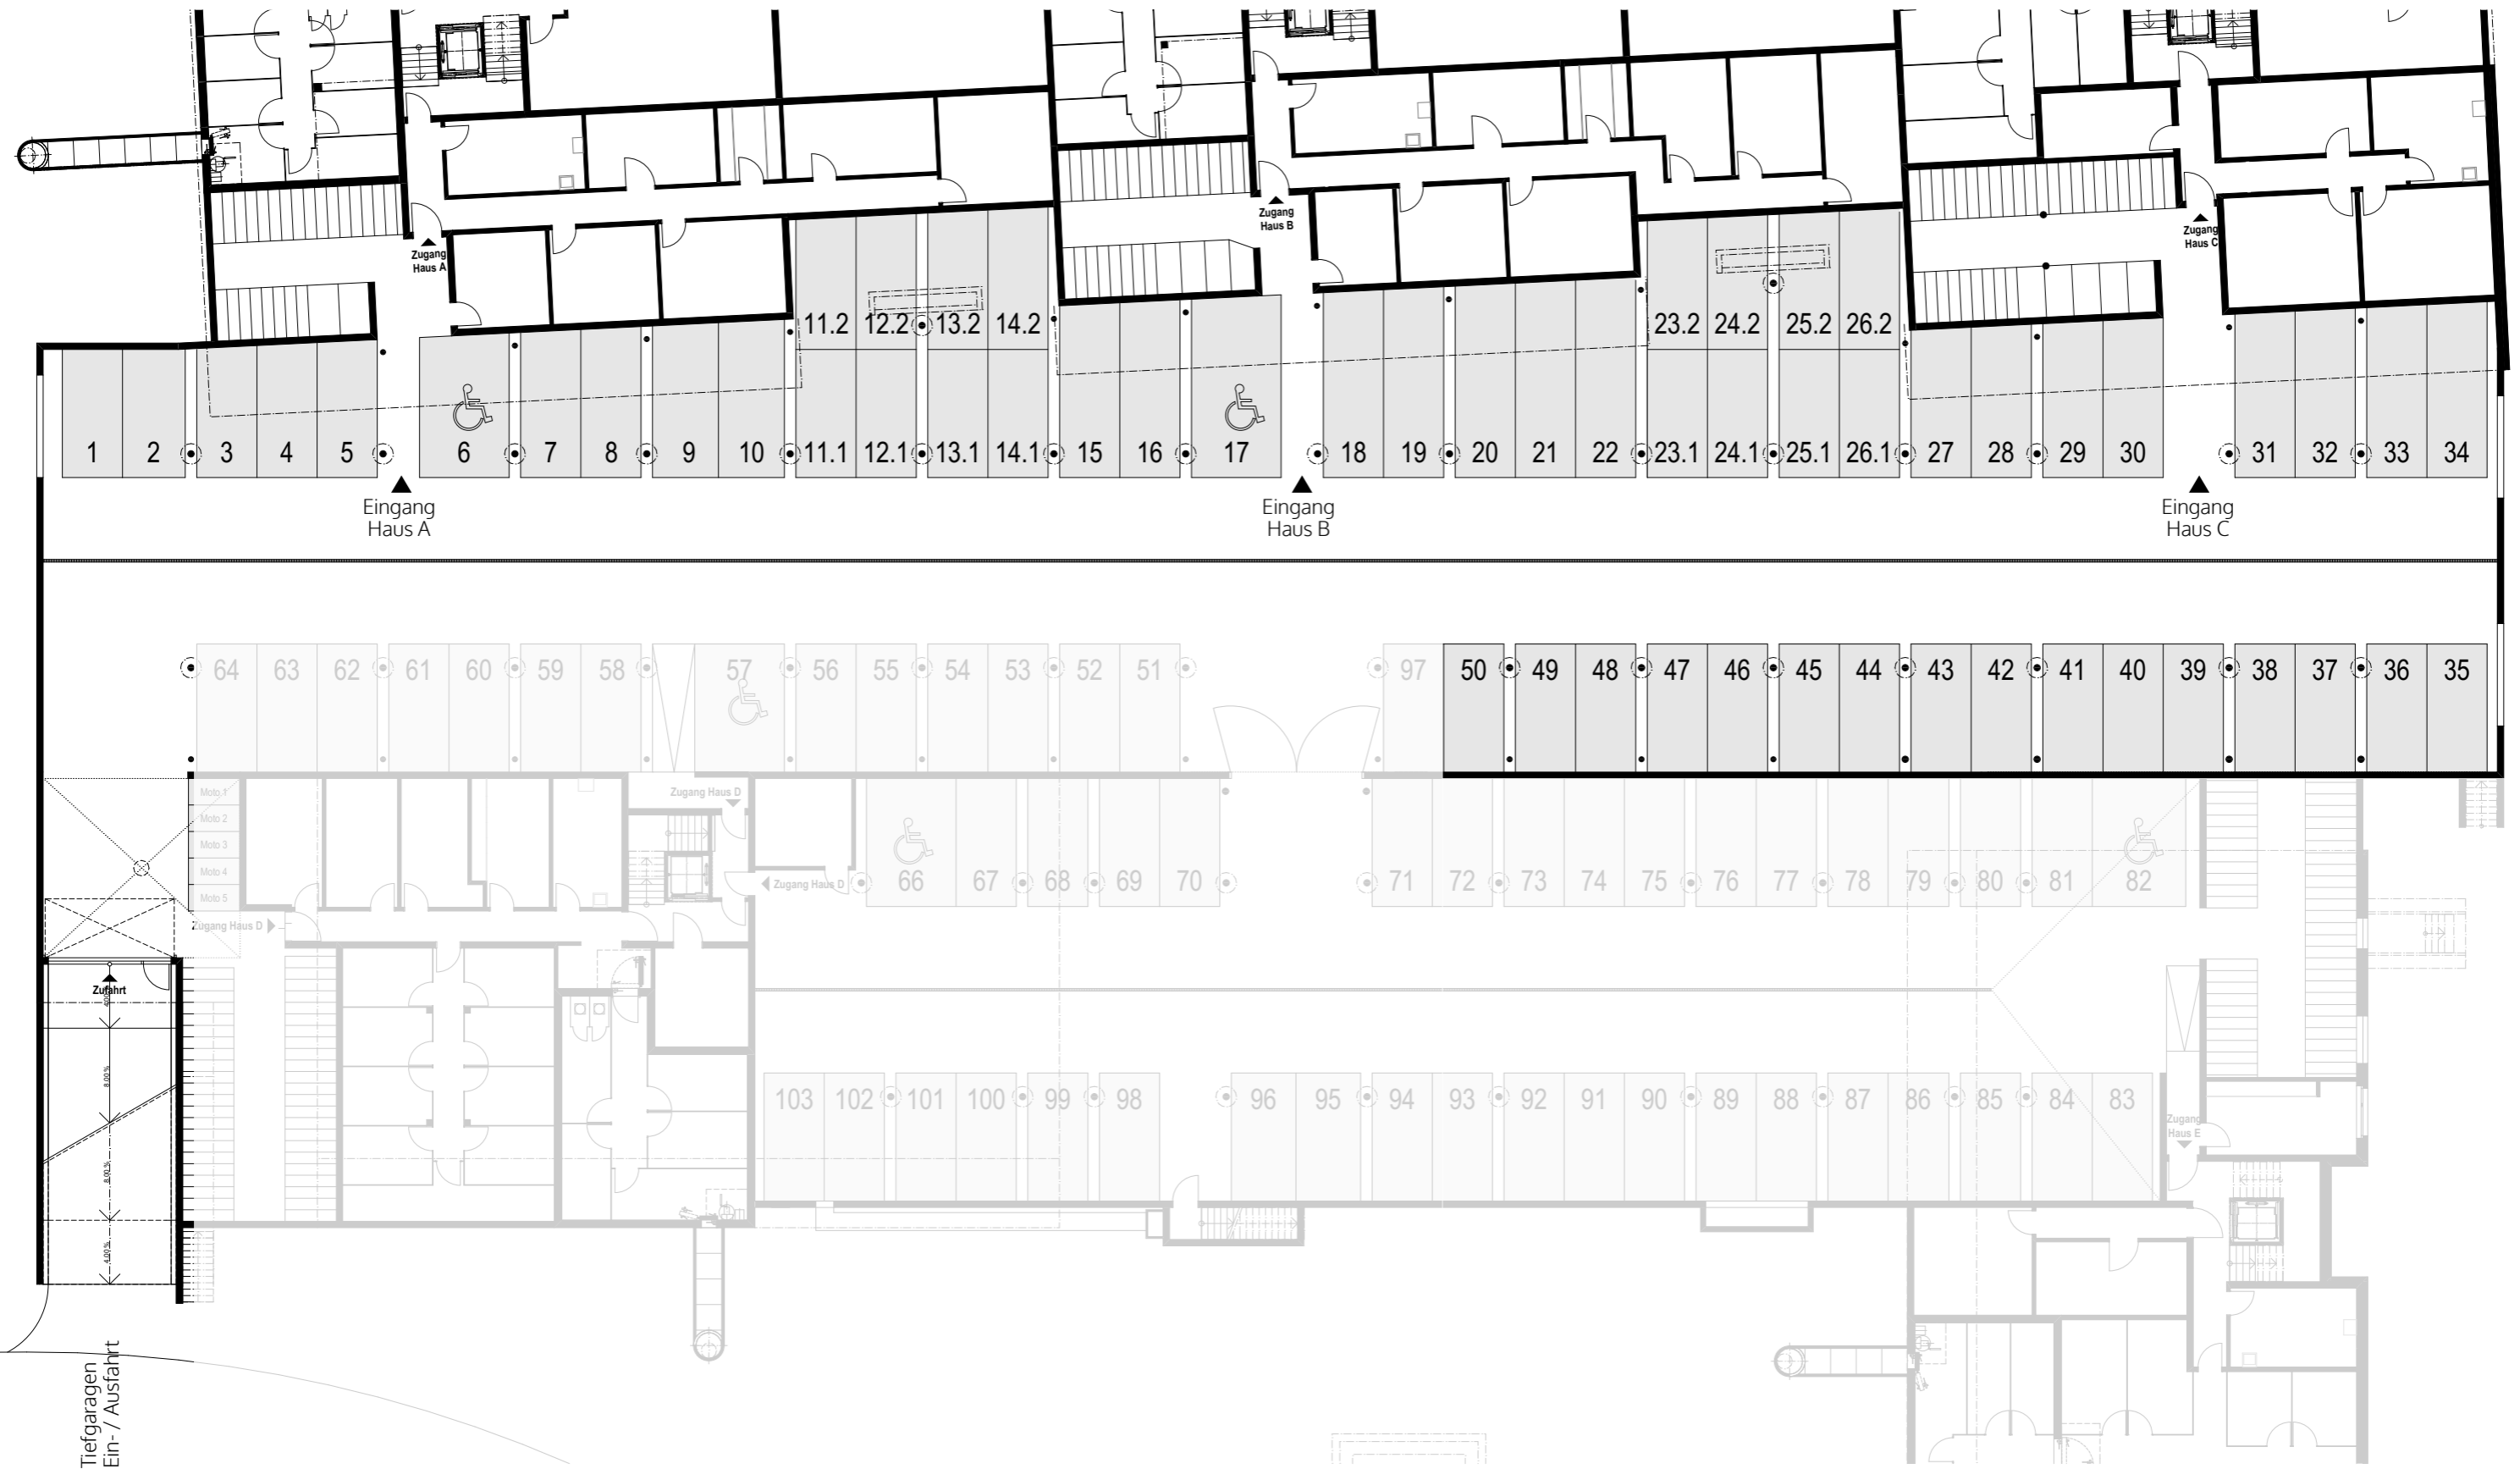 Zugang
Haus A
Zugang
Haus B
Zugang
Haus C
11.2 12.2 13.2 14.2
23.2 24.2 25.2 26.2
1 2 3 4 5 6 7 8 9 10 11.1 12.1 13.1 14.1 15 16 17 18 19 20 21 22 23.1 24.1 25.1 26.1 27 28 29 30 31 32 33 34
Eingang
Haus A
Eingang
Haus B
Eingang
Haus C
64 63 62 61 60 59 58 57 56 55 54 53 52 51 97 50 49 48 47 46 45 44 43 42 41 40 39 38 37 36 35
Moto 1
Moto 2
Moto 3
Moto 4
Moto 5
Zugang Haus D
Zugang Haus D
Zugang Haus D
66 67 68 69 70 71 72 73 74 75 76 77 78 79 80 81 82
Zufahrt
8.00 %
8.00 %
4.00 %
103 102 101 100 99 98 96 95 94 93 92 91 90 89 88 87 86 85 84 83
Zugang
Haus E
Tiefgaragen
Ein- / Ausfahrt